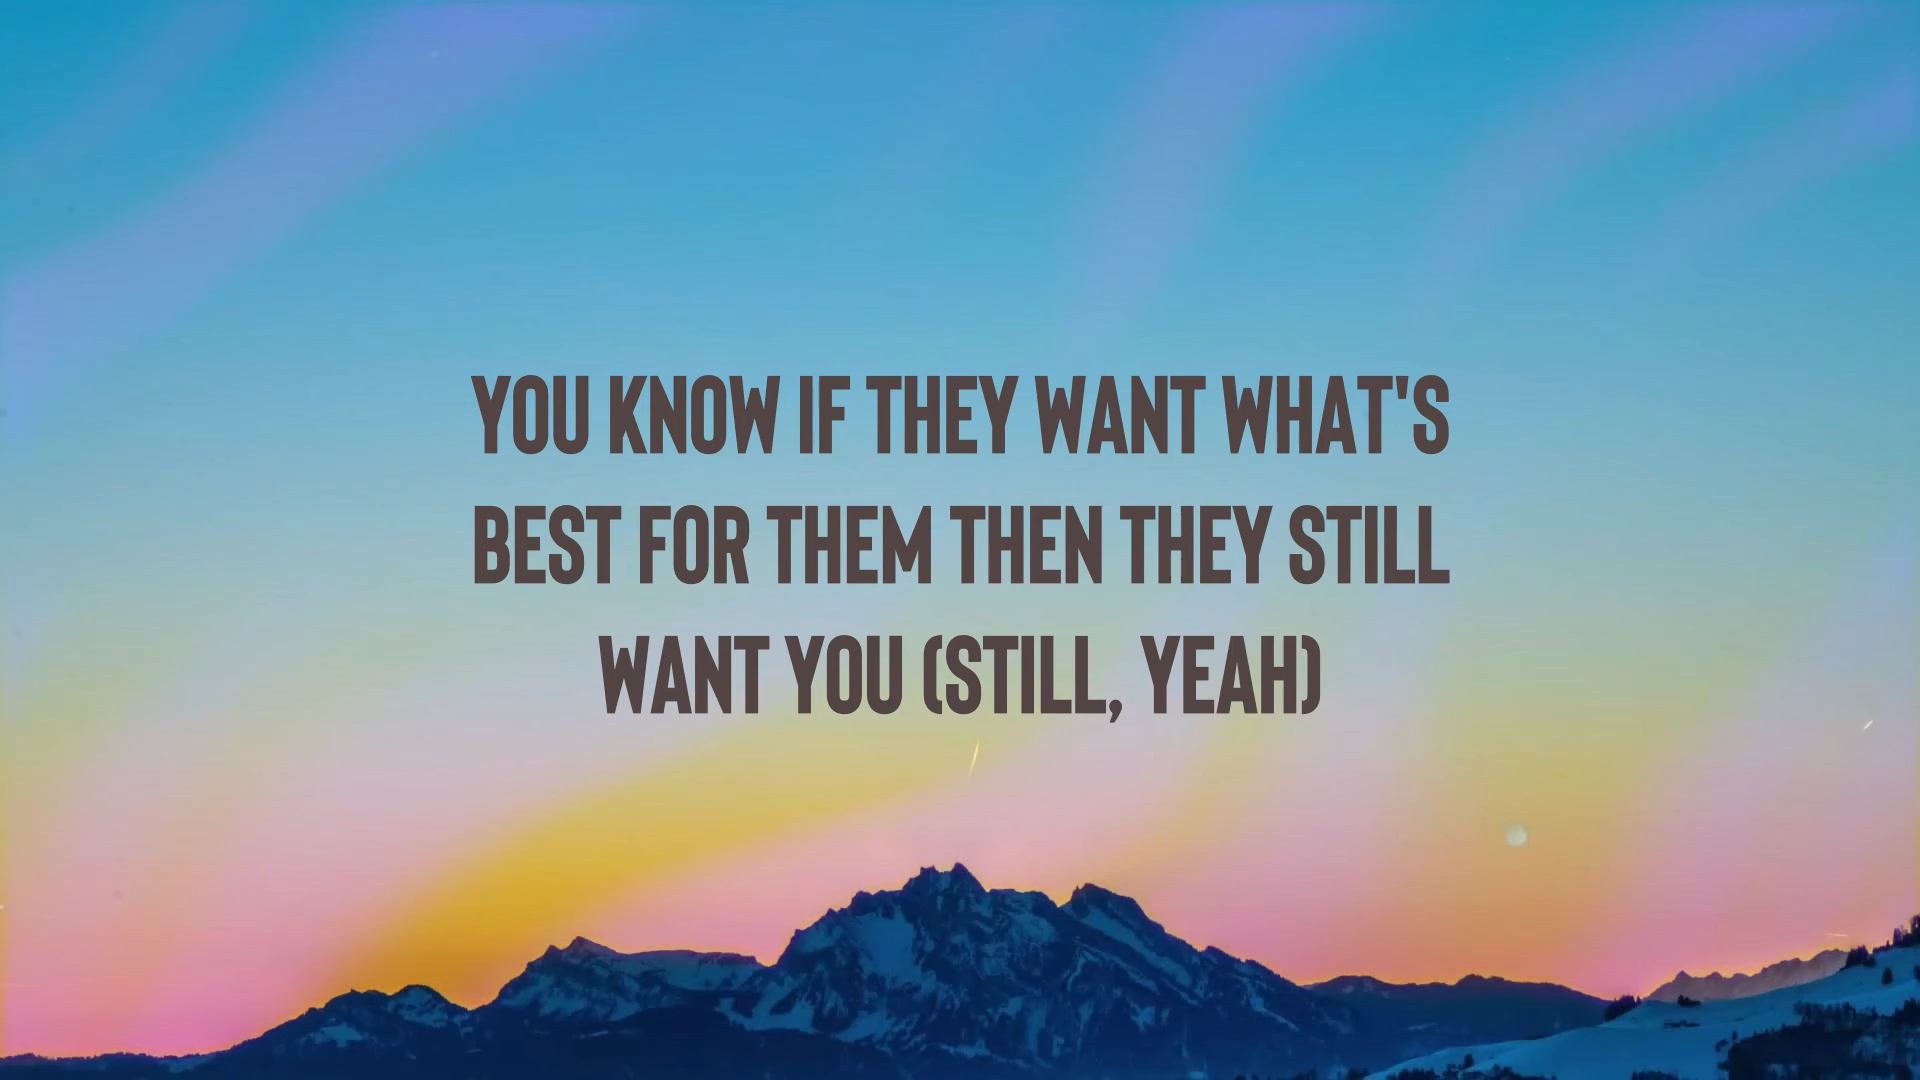 YOU KNOW IF THEY WANT WHAT'S
BEST FOR THEM THEN THEY STILL
WANT YOU (STILL, YEAH)